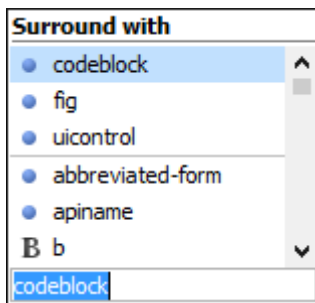 Surround with
codeblock
fig
uicontrol
abbreviated-form
apiname
B b
codeblock